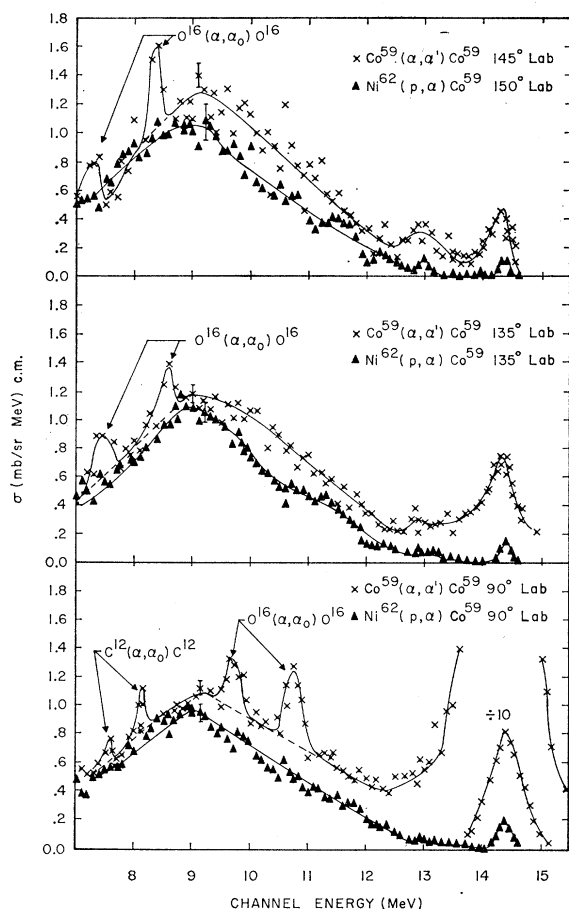 O¹⁶(α,α₀)O¹⁶
× Co⁵⁹(α,α')Co⁵⁹ 145° Lab
▲ Ni⁶²(p,α)Co⁵⁹ 150° Lab
1.8
1.6
1.4
1.2
1.0
.8
.6
.4
.2
0.0
O¹⁶(α,α₀)O¹⁶
× Co⁵⁹(α,α')Co⁵⁹ 135° Lab
▲ Ni⁶²(p,α)Co⁵⁹ 135° Lab
1.8
1.6
1.4
1.2
1.0
.8
.6
.4
.2
0.0
σ (mb/sr MeV) c.m.
× Co⁵⁹(α,α')Co⁵⁹ 90° Lab
▲ Ni⁶²(p,α)Co⁵⁹ 90° Lab
O¹⁶(α,α₀)O¹⁶
C¹²(α,α₀)C¹²
÷10
1.8
1.6
1.4
1.2
1.0
.8
.6
.4
.2
0.0
8 9 10 11 12 13 14 15
CHANNEL ENERGY (MeV)